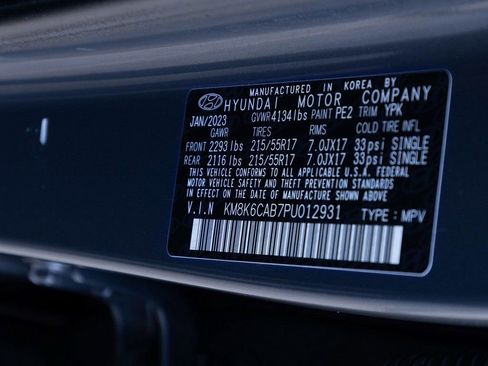 MANUFACTURED IN KOREA BY
HYUNDAI MOTOR COMPANY
JAN/2023 GVWR 4134 lbs PAINT PE2 TRIM YPK
GAWR TIRES RIMS COLD TIRE INFL
FRONT 2293 lbs 215/55R17 7.0JX17 33psi SINGLE
REAR 2116 lbs 215/55R17 7.0JX17 33psi SINGLE
THIS VEHICLE CONFORMS TO ALL APPLICABLE U.S.A. FEDERAL
MOTOR VEHICLE SAFETY AND THEFT PREVENTION STANDARDS
IN EFFECT ON THE DATE OF MANUFACTURE SHOWN ABOVE
V.I.N KM8K6CAB7PU012931 TYPE : MPV